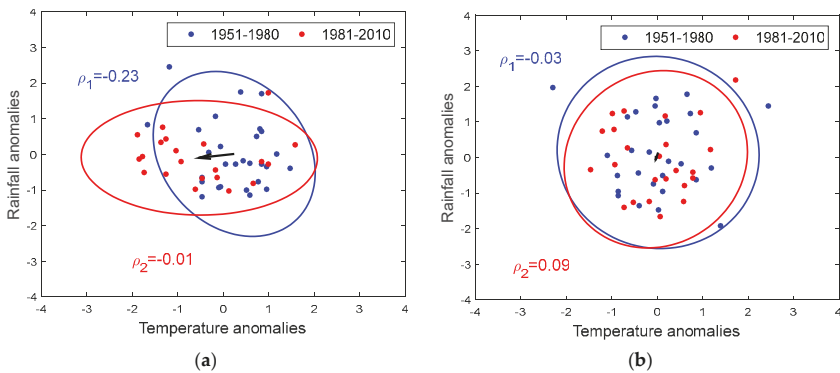 4
3
2
1
0
-1
-2
-3
-4
-4 -3 -2 -1 0 1 2 3 4
Rainfall anomalies
Temperature anomalies
1951-1980 1981-2010
ρ1=-0.23
ρ2=-0.01
(a)
4
3
2
1
0
-1
-2
-3
-4
-4 -3 -2 -1 0 1 2 3 4
Rainfall anomalies
Temperature anomalies
1951-1980 1981-2010
ρ1=-0.03
ρ2=0.09
(b)